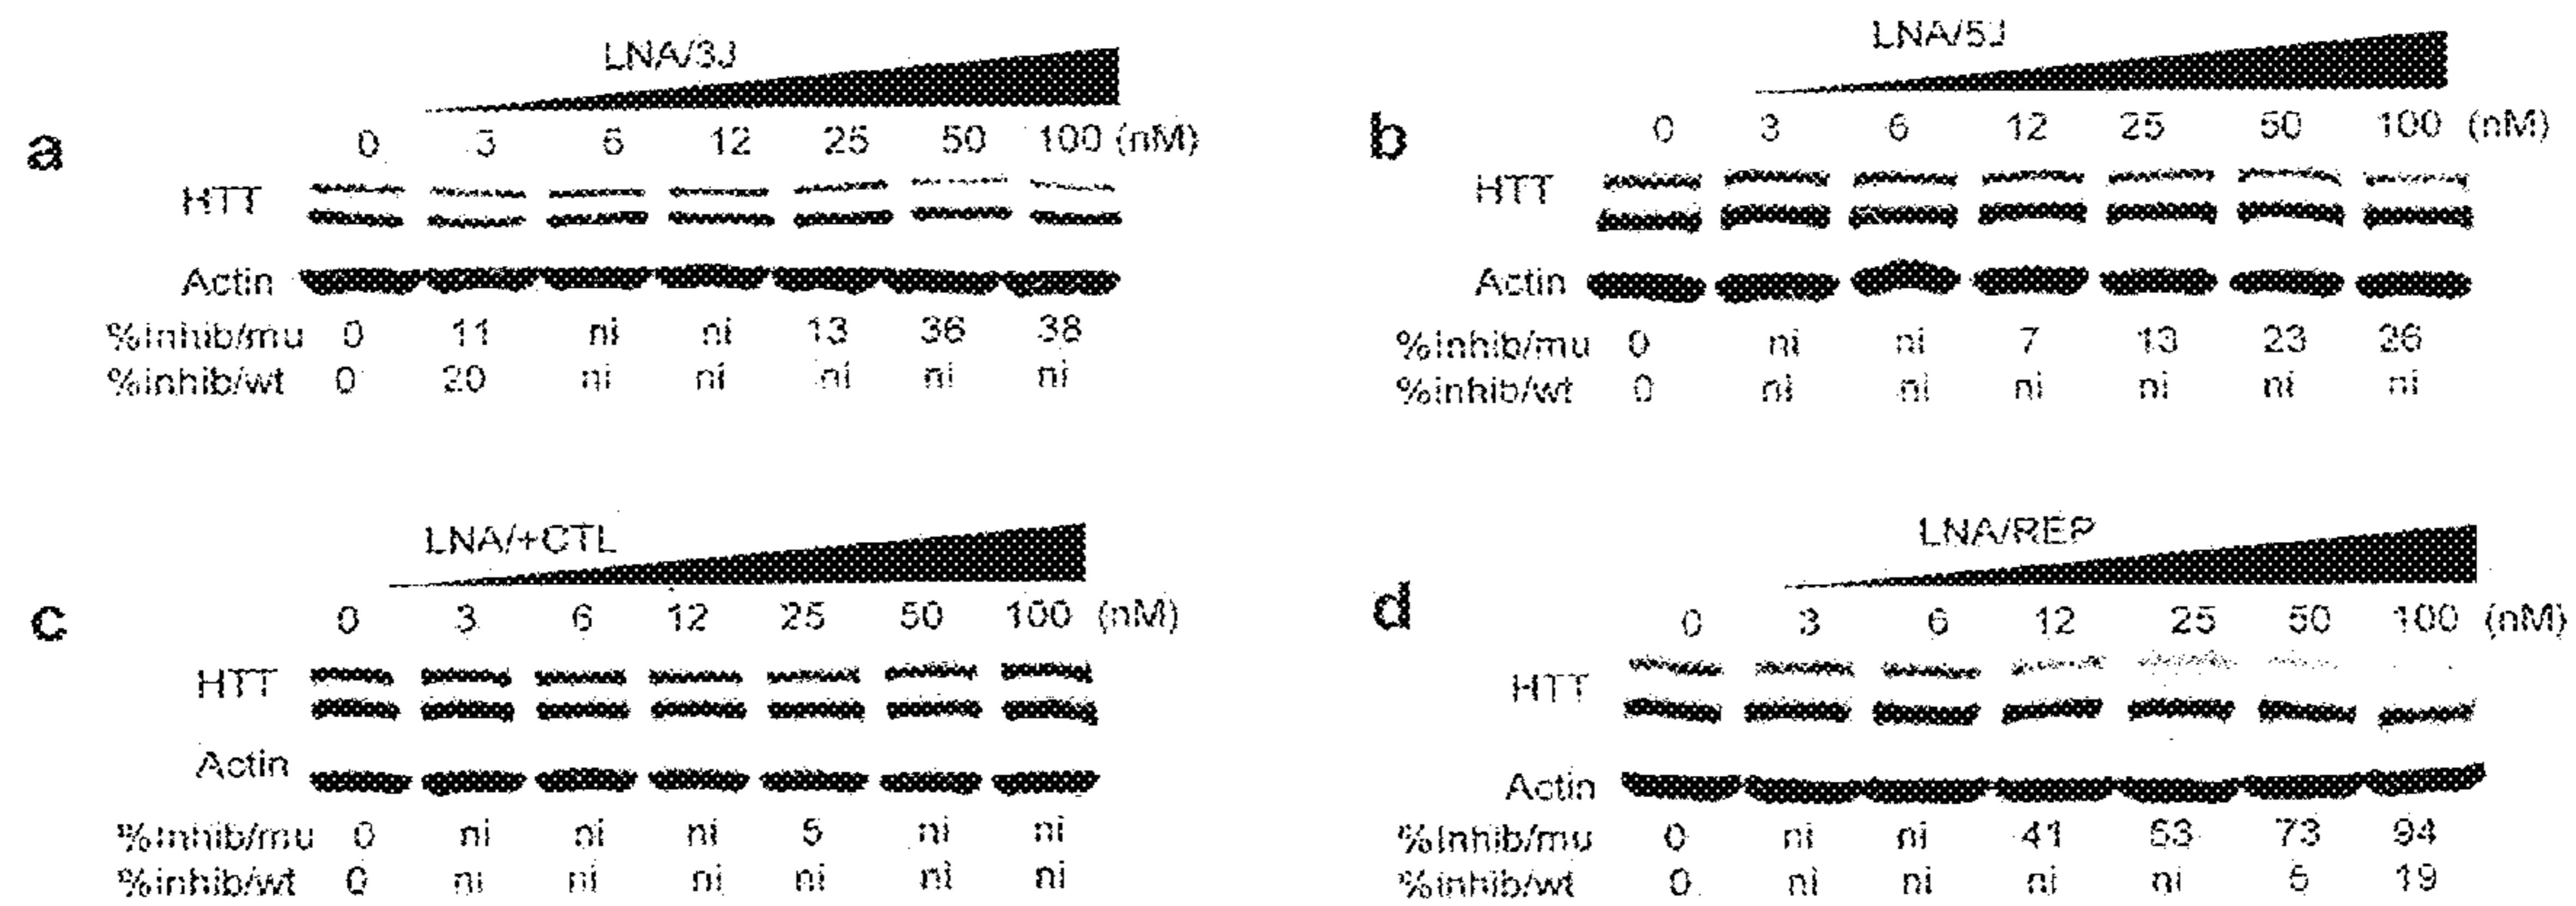 LNA/3J
a
0 3 6 12 25 50 100 (nM)
HTT
Actin
%Inhib/mu 0 11 ni ni 13 36 38
%inhib/wt 0 20 ni ni ni ni ni
LNA/5J
b
0 3 6 12 25 50 100 (nM)
HTT
Actin
%Inhib/mu 0 ni ni 7 13 23 26
%inhib/wt 0 ni ni ni ni ni ni
LNA/+CTL
c
0 3 6 12 25 50 100 (nM)
HTT
Actin
%Inhib/mu 0 ni ni ni 5 ni ni
%inhib/wt 0 ni ni ni ni ni ni
LNA/REP
d
0 3 6 12 25 50 100 (nM)
HTT
Actin
%Inhib/mu 0 ni ni 41 53 73 94
%inhib/wt 0 ni ni ni ni 5 19